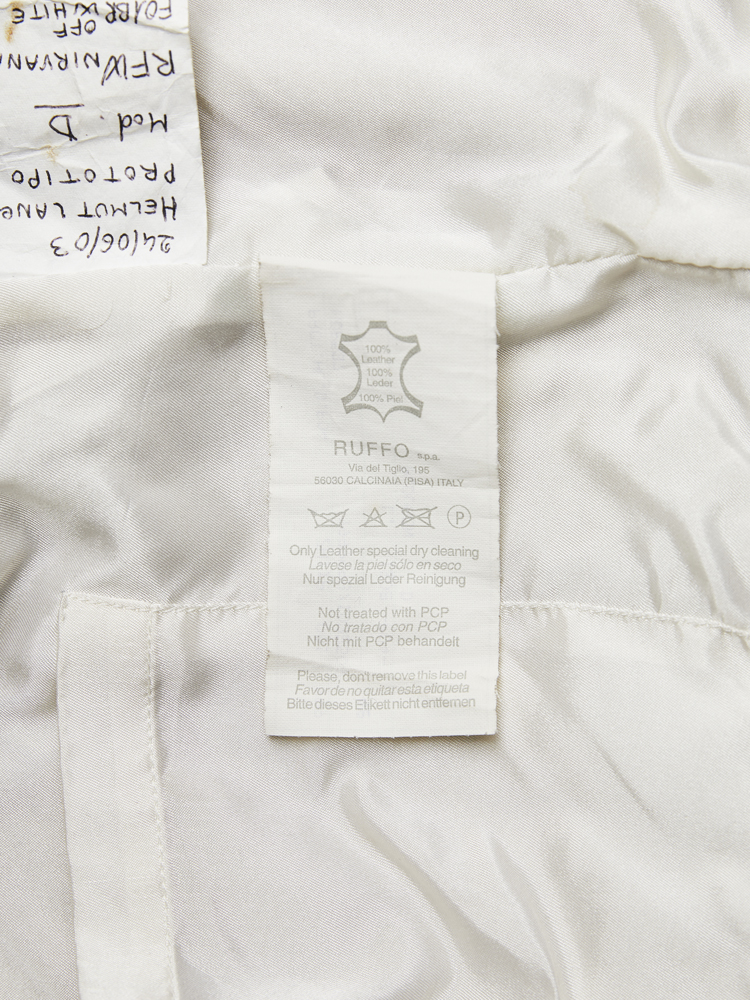 24/06/03
HELMUT LANG
PROTOTIPO
Mod. D
OFF
WHITE
100%
Leather
100%
Leder
100% Piel
RUFFO s.p.a.
Via del Tiglio, 195
56030 CALCINAIA (PISA) ITALY
P
Only Leather special dry cleaning
Lavese la piel sólo en seco
Nur spezial Leder Reinigung
Not treated with PCP
No tratado con PCP
Nicht mit PCP behandelt
Please, don't remove this label
Favor de no quitar esta etiqueta
Bitte dieses Etikett nicht entfernen